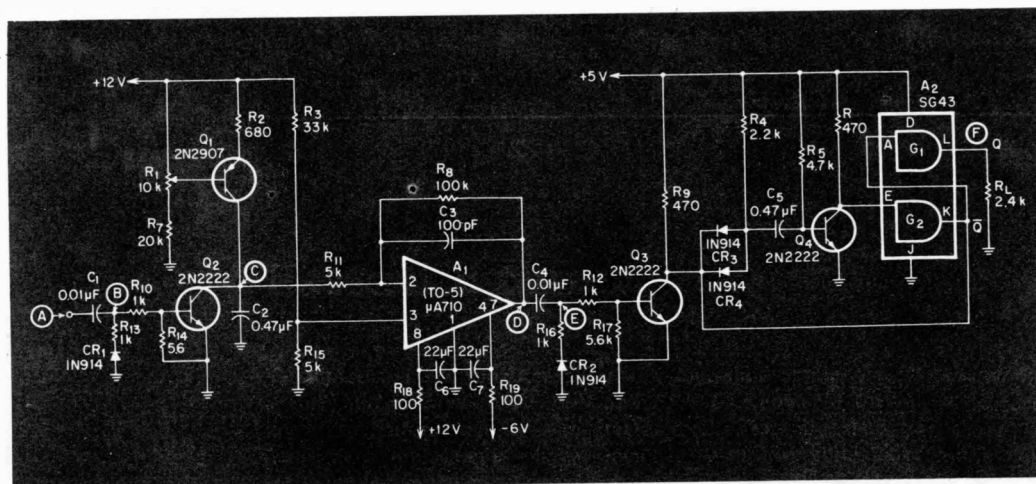 +12V
R2
680
R3
33k
Q1
2N2907
R1
10k
R7
20k
Q2
2N2222
C
C1
0.01µF
B
R10
1k
A
R13
1k
CR1
1N914
R14
5.6
C2
0.47µF
R11
5k
R8
100k
C3
100pF
A1
(TO-5)
µA710
2
3
8
1
4
7
R15
5k
22µF
22µF
C6
C7
R18
100
R19
100
+12V
-6V
D
C4
0.01µF
E
R12
1k
R16
1k
CR2
1N914
R17
5.6k
Q3
2N2222
+5V
R9
470
R4
2.2k
R5
4.7k
R
470
C5
0.47µF
1N914
CR3
1N914
CR4
Q4
2N2222
A2
SG43
D
A
G1
L
F
Q
E
G2
K
Q̅
J
RL
2.4k